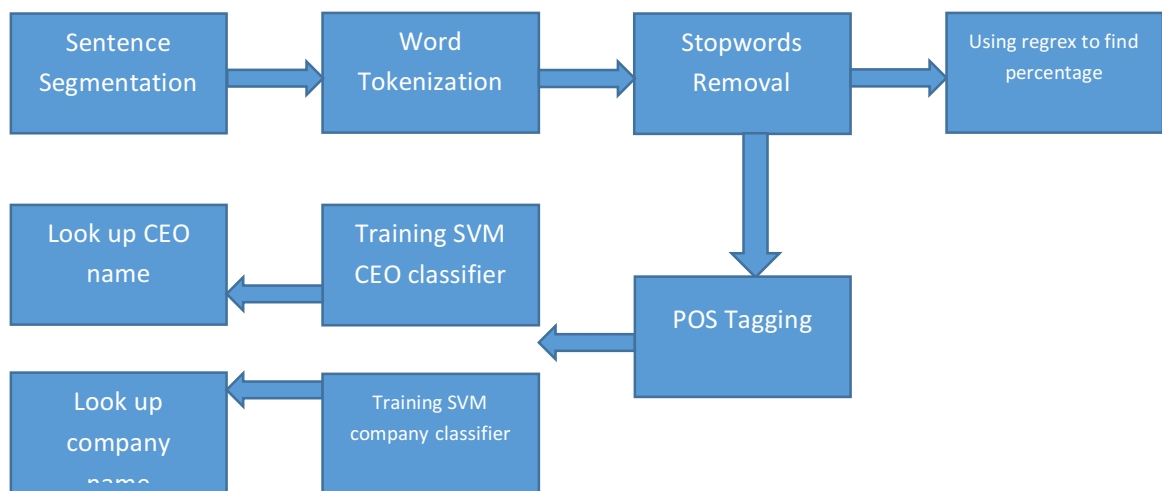 Sentence
Segmentation
Word
Tokenization
Stopwords
Removal
Using regrex to find
percentage
Look up CEO
name
Training SVM
CEO classifier
POS Tagging
Look up
company
name
Training SVM
company classifier